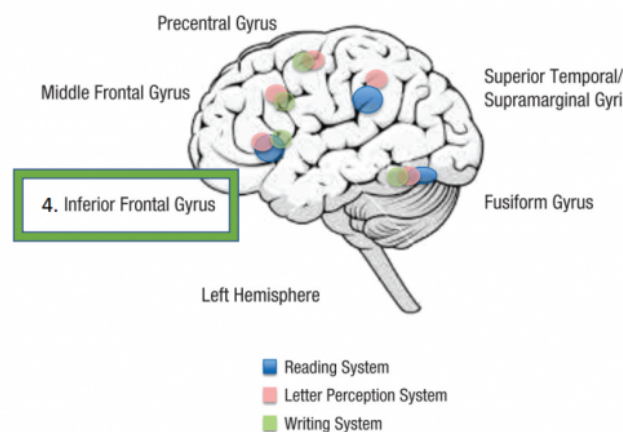 Precentral Gyrus
Middle Frontal Gyrus
Superior Temporal/
Supramarginal Gyri
4. Inferior Frontal Gyrus
Fusiform Gyrus
Left Hemisphere
Reading System
Letter Perception System
Writing System